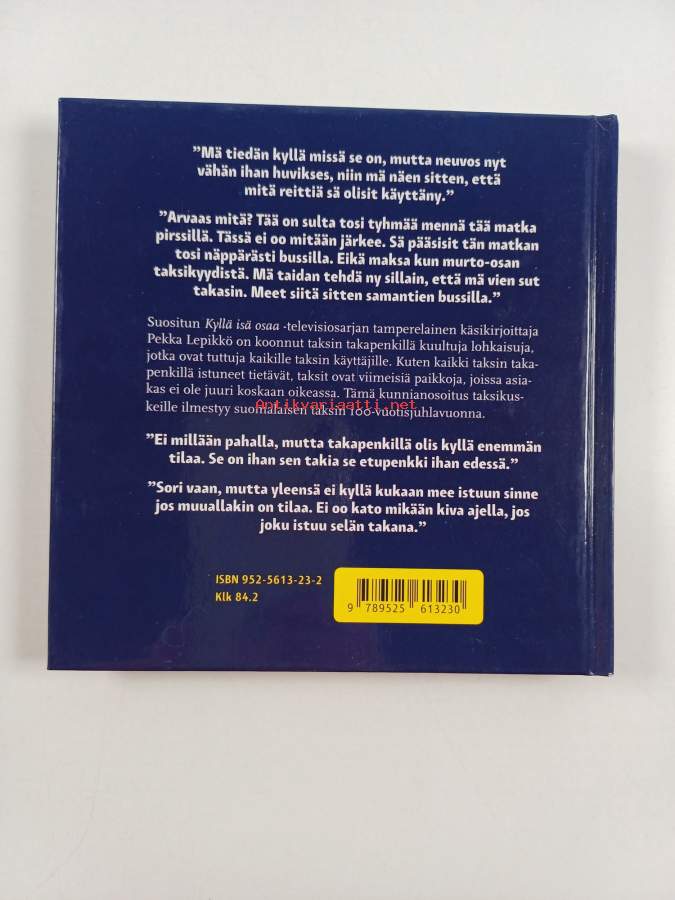 ”Mä tiedän kyllä missä se on, mutta neuvos nyt
vähän ihan huvikses, niin mä näen sitten, että
mitä reittiä sä olisit käyttäny.”
”Arvaas mitä? Tää on sulta tosi tyhmää mennä tää matka
pirssillä. Tässä ei oo mitään järkee. Sä pääsisit tän matkan
tosi näppärästi bussilla. Eikä maksa kun murto-osan
taksikyydistä. Mä taidan tehdä ny sillain, että mä vien sut
takasin. Meet siitä sitten samantien bussilla.”
Suositun Kyllä isä osaa -televisiosarjan tamperelainen käsikirjoittaja
Pekka Lepikkö on koonnut taksin takapenkillä kuultuja lohkaisuja,
jotka ovat tuttuja kaikille taksin käyttäjille. Kuten kaikki taksin taka-
penkillä istuneet tietävät, taksit ovat viimeisiä paikkoja, joissa asia-
kas ei ole juuri koskaan oikeassa. Tämä kunnianosoitus taksikus-
keille ilmestyy suomalaisen taksin 100-vuotisjuhlavuonna.
Antikvariaatti.net
”Ei millään pahalla, mutta takapenkillä olis kyllä enemmän
tilaa. Se on ihan sen takia se etupenkki ihan edessä.”
”Sori vaan, mutta yleensä ei kyllä kukaan mee istuun sinne
jos muuallakin on tilaa. Ei oo kato mikään kiva ajella, jos
joku istuu selän takana.”
ISBN 952-5613-23-2
Klk 84.2
9 789525 613230